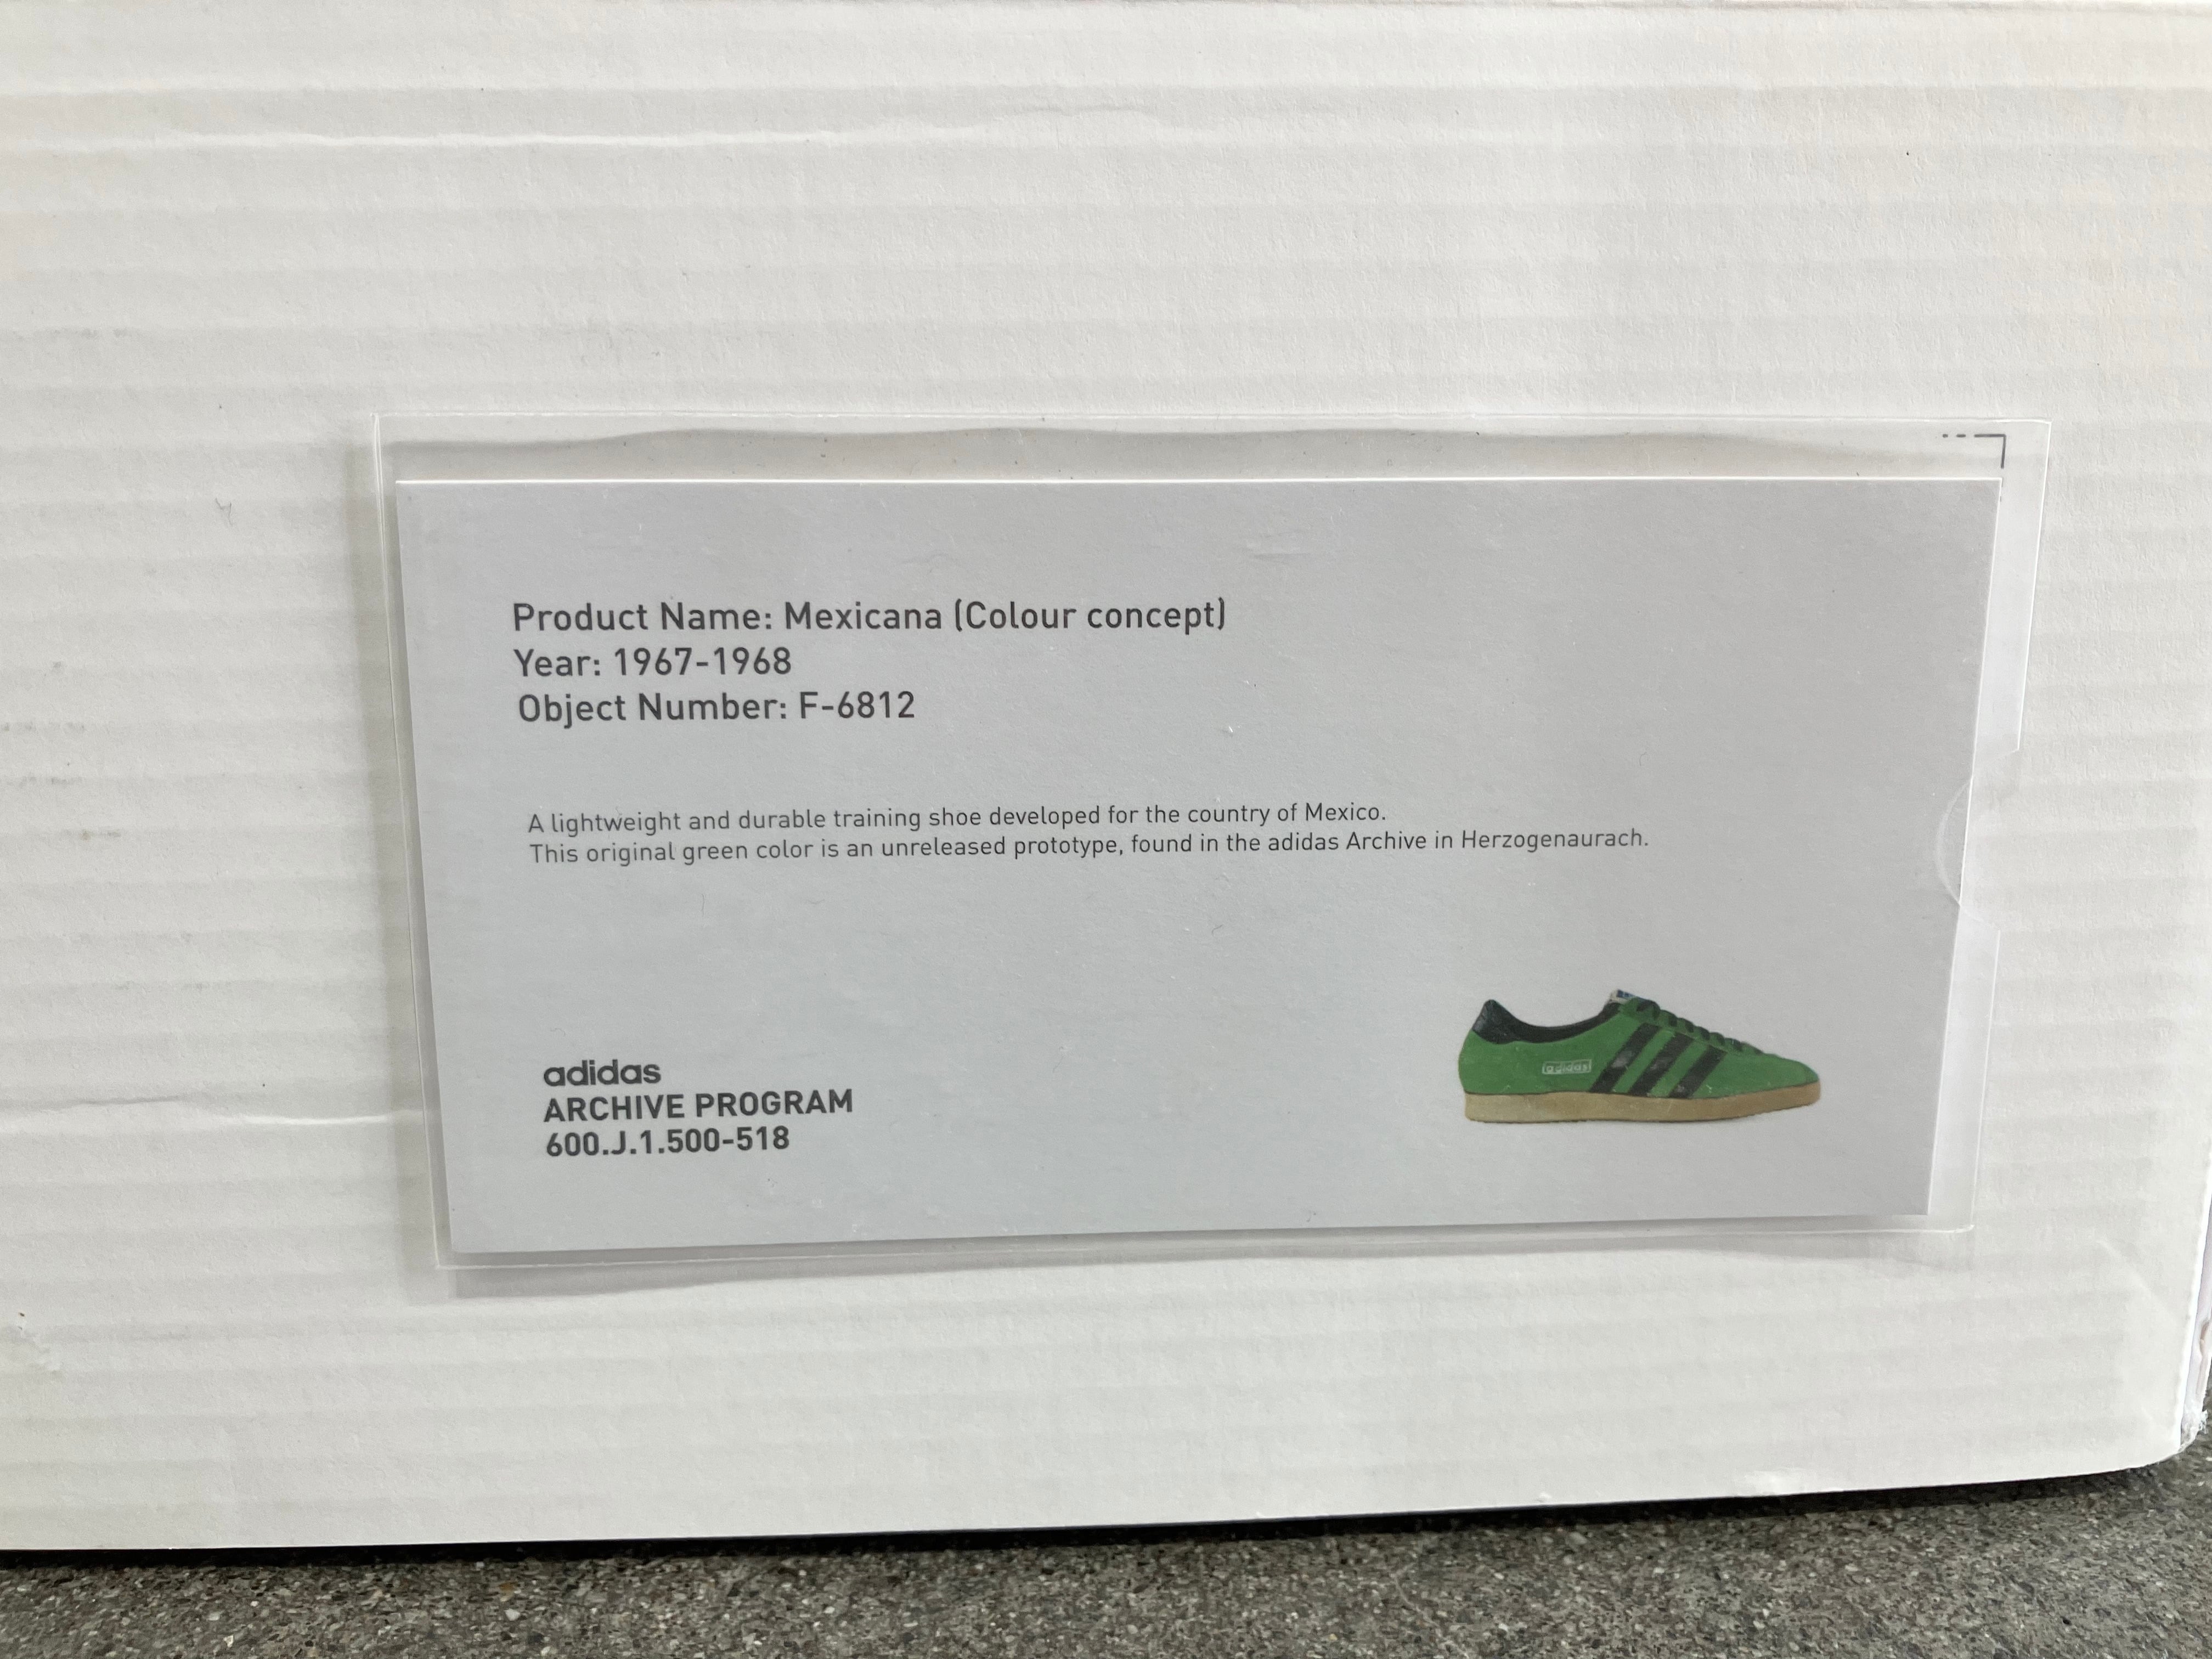 Product Name: Mexicana (Colour concept)
Year: 1967-1968
Object Number: F-6812
A lightweight and durable training shoe developed for the country of Mexico.
This original green color is an unreleased prototype, found in the adidas Archive in Herzogenaurach.
adidas
ARCHIVE PROGRAM
600.J.1.500-518
adidas